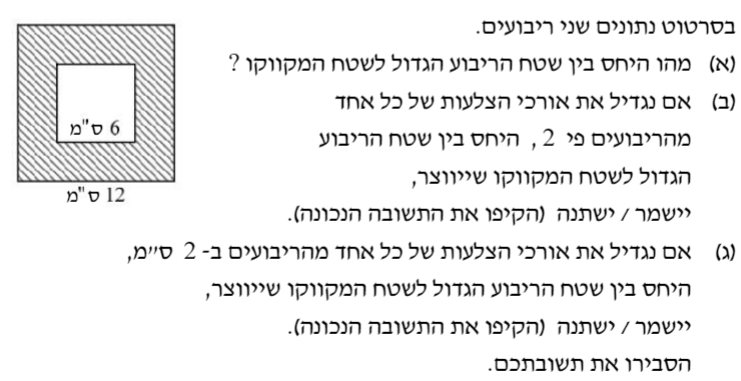 בסרטוט נתונים שני ריבועים.
(א) מהו היחס בין שטח הריבוע הגדול לשטח המקווקו ?
(ב) אם נגדיל את אורכי הצלעות של כל אחד
מהריבועים פי 2 , היחס בין שטח הריבוע
הגדול לשטח המקווקו שייווצר,
יישמר / ישתנה (הקיפו את התשובה הנכונה).
(ג) אם נגדיל את אורכי הצלעות של כל אחד מהריבועים ב- 2 ס"מ,
היחס בין שטח הריבוע הגדול לשטח המקווקו שייווצר,
יישמר / ישתנה (הקיפו את התשובה הנכונה).
הסבירו את תשובתכם.
6 ס"מ
12 ס"מ